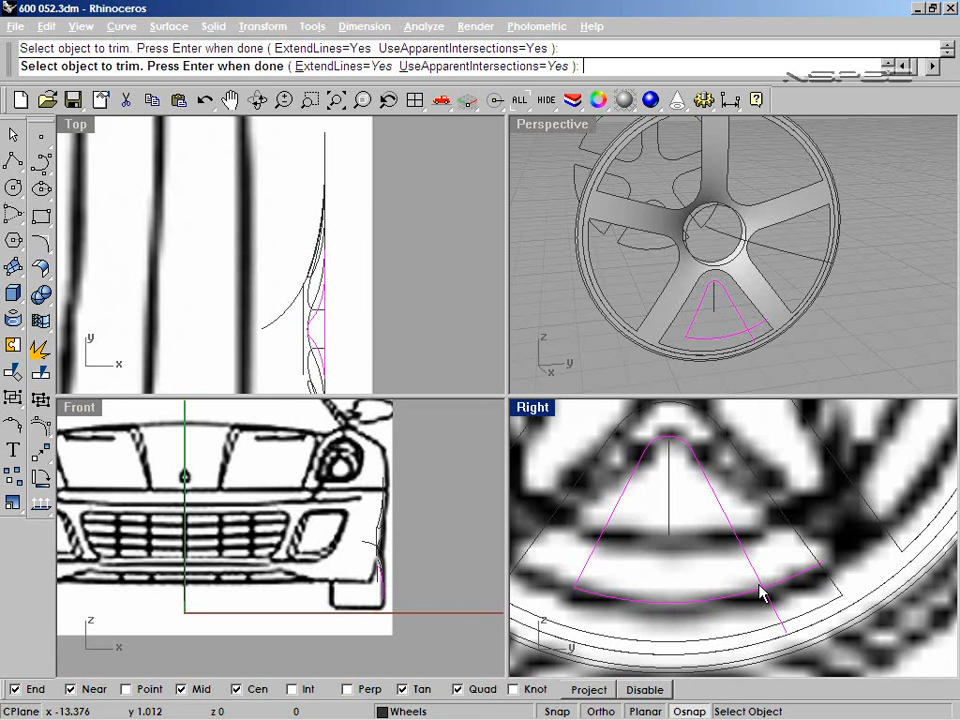 600 052.3dm - Rhinoceros
File Edit View Curve Surface Solid Transform Tools Dimension Analyze Render Photometric Help
Select object to trim. Press Enter when done ( ExtendLines=Yes UseApparentIntersections=Yes ):
Select object to trim. Press Enter when done ( ExtendLines=Yes UseApparentIntersections=Yes ):
ALL HIDE
Top
Perspective
y
x
z
y
x
Front
Right
z
x
z
y
End Near Point Mid Cen Int Perp Tan Quad Knot Project Disable
CPlane x -13.376 y 1.012 z 0 0 Wheels Snap Ortho Planar Osnap Select Object